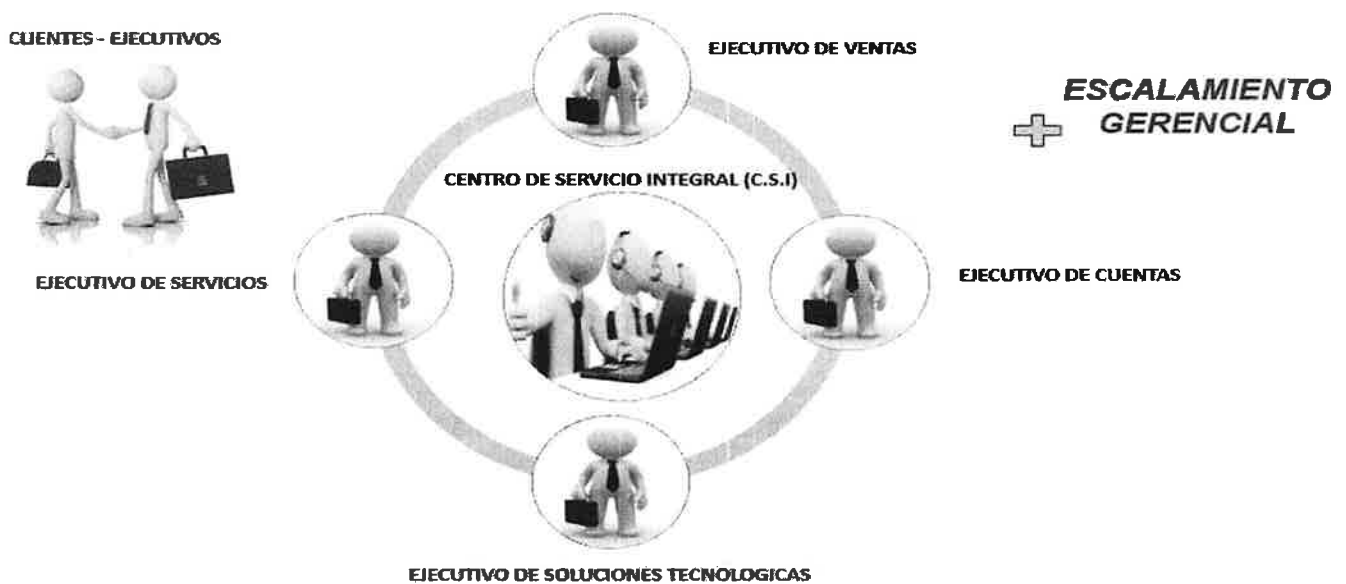 CLIENTES - EJECUTIVOS
EJECUTIVO DE VENTAS
ESCALAMIENTO
GERENCIAL
CENTRO DE SERVICIO INTEGRAL (C.S.I)
EJECUTIVO DE SERVICIOS
EJECUTIVO DE CUENTAS
EJECUTIVO DE SOLUCIONES TECNOLOGICAS